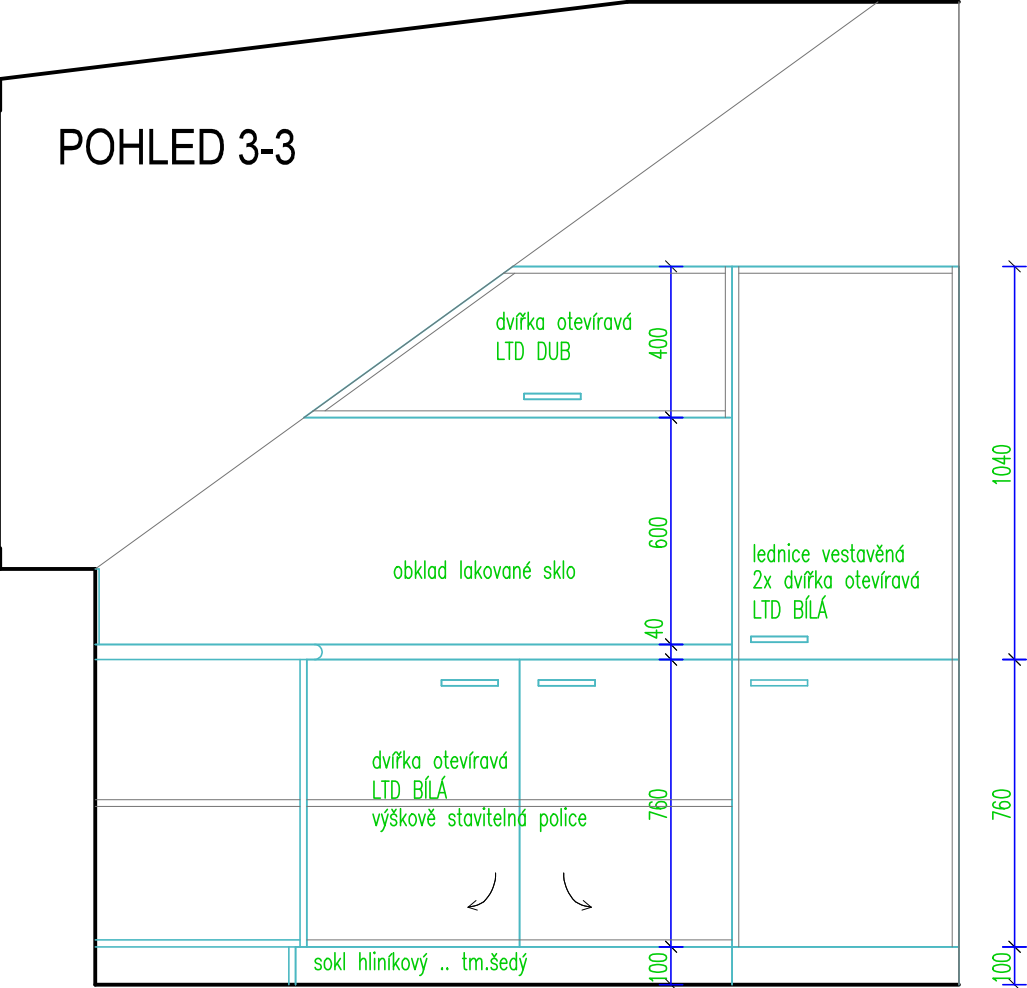 POHLED 3-3
dvířka otevíravá
LTD DUB
400
1040
600
obklad lakované sklo
lednice vestavěná
2x dvířka otevíravá
LTD BÍLÁ
40
dvířka otevíravá
LTD BÍLÁ
výškově stavitelná police
760
760
sokl hliníkový .. tm.šedý
100
100